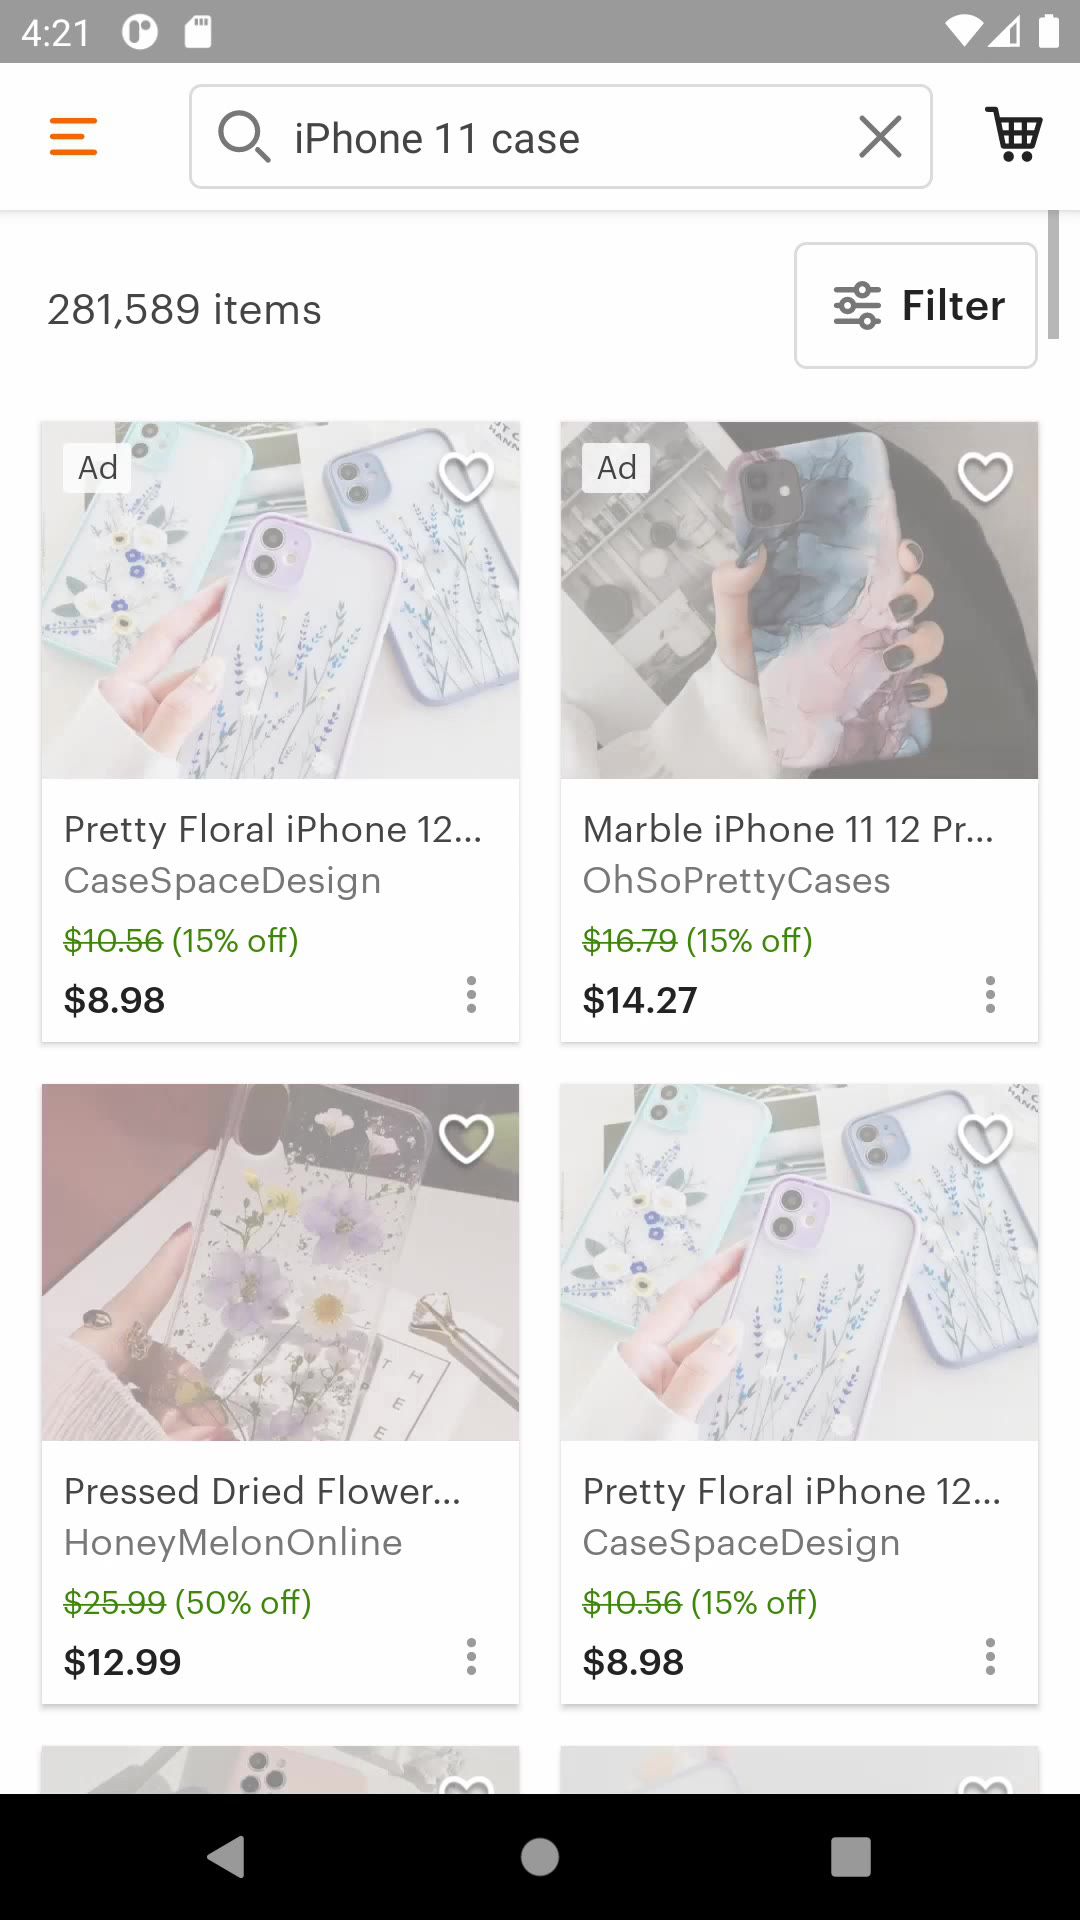 4:21
iPhone 11 case
281,589 items
Filter
Ad
Ad
Pretty Floral iPhone 12...
CaseSpaceDesign
$10.56 (15% off)
$8.98
Marble iPhone 11 12 Pr...
OhSoPrettyCases
$16.79 (15% off)
$14.27
THE
Pressed Dried Flower...
HoneyMelonOnline
$25.99 (50% off)
$12.99
Pretty Floral iPhone 12...
CaseSpaceDesign
$10.56 (15% off)
$8.98